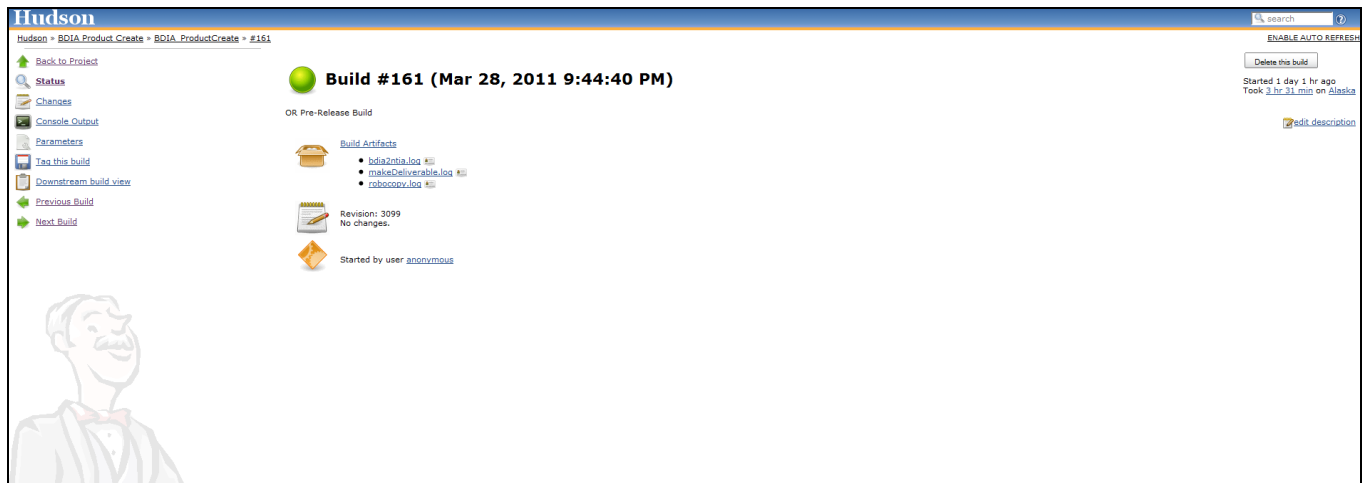 Hudson
search
Hudson » BDIA Product Create » BDIA_ProductCreate » #161
ENABLE AUTO REFRESH
Back to Project
Status
Changes
Console Output
Parameters
Tag this build
Downstream build view
Previous Build
Next Build
Build #161 (Mar 28, 2011 9:44:40 PM)
OR Pre-Release Build
Build Artifacts
bdia2ntia.log
makeDeliverable.log
robocopy.log
Revision: 3099
No changes.
Started by user anonymous
Delete this build
Started 1 day 1 hr ago
Took 3 hr 31 min on Alaska
edit description